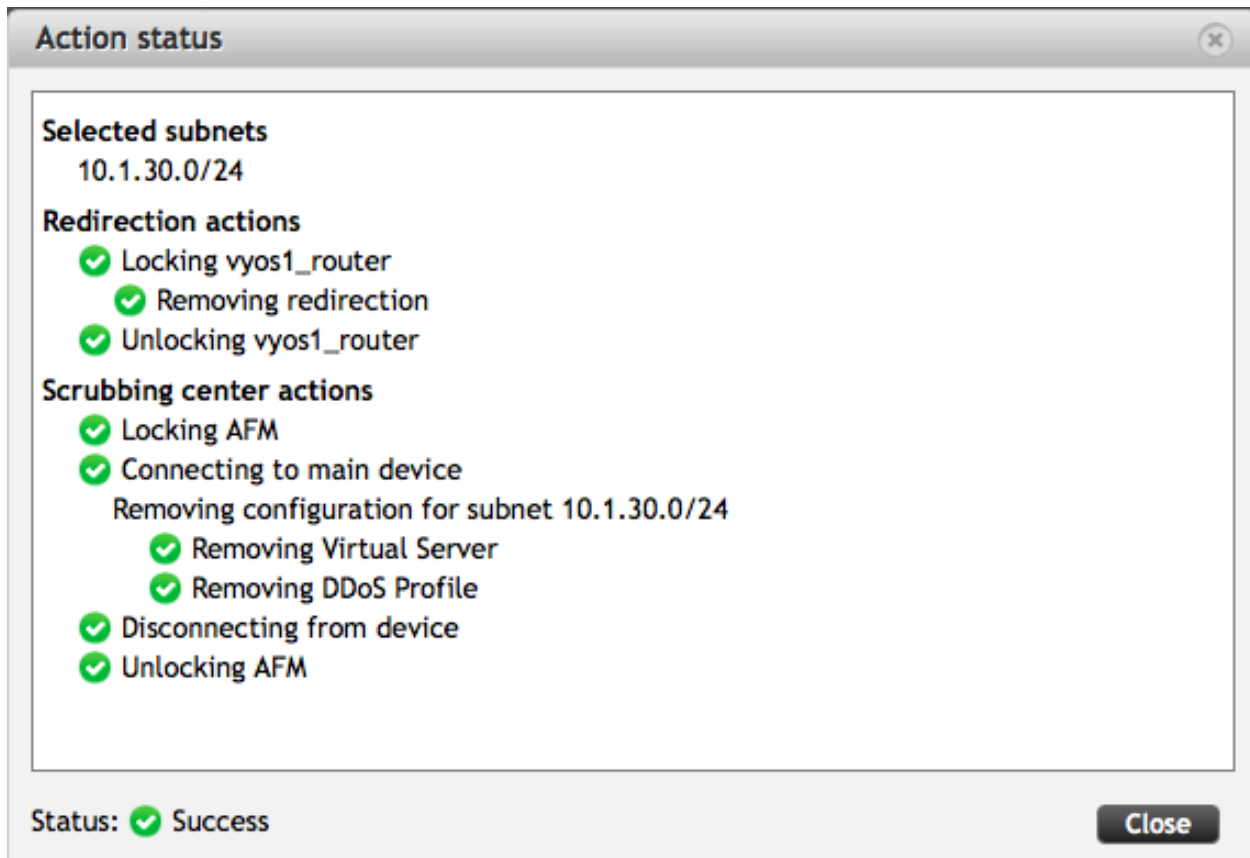 Action status
Selected subnets
10.1.30.0/24
Redirection actions
Locking vyos1_router
Removing redirection
Unlocking vyos1_router
Scrubbing center actions
Locking AFM
Connecting to main device
Removing configuration for subnet 10.1.30.0/24
Removing Virtual Server
Removing DDoS Profile
Disconnecting from device
Unlocking AFM
Status: Success
Close